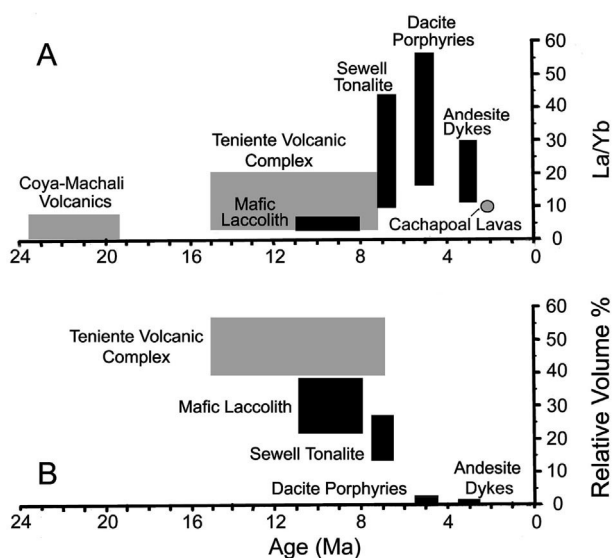 A
Dacite
Porphyries
Sewell
Tonalite
Andesite
Dykes
Teniente Volcanic
Complex
Coya-Machali
Volcanics
Mafic
Laccolith
Cachapoal Lavas
60
50
40
30
20
10
0
La/Yb
24 20 16 12 8 4 0
Teniente Volcanic
Complex
Mafic Laccolith
Sewell Tonalite
Dacite Porphyries
Andesite
Dykes
B
60
50
40
30
20
10
0
Relative Volume %
24 20 16 12 8 4 0
Age (Ma)